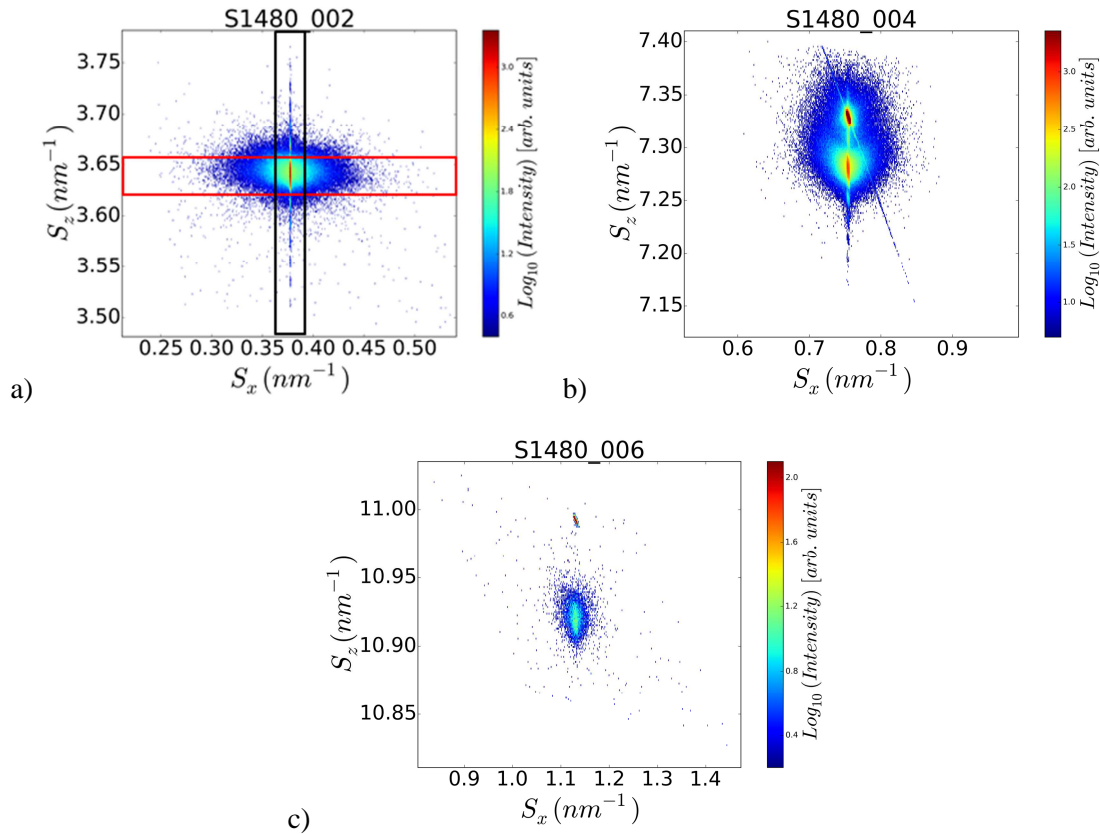 S1480_002
3.75
3.70
3.65
3.60
3.55
3.50
S_z (nm^{-1})
0.25 0.30 0.35 0.40 0.45 0.50
S_x (nm^{-1})
3.0
2.4
1.8
1.2
0.6
Log_{10} (Intensity) [arb. units]
a)
S1480_004
7.40
7.35
7.30
7.25
7.20
7.15
S_z (nm^{-1})
0.6 0.7 0.8 0.9
S_x (nm^{-1})
3.0
2.5
2.0
1.5
1.0
Log_{10} (Intensity) [arb. units]
b)
S1480_006
11.00
10.95
10.90
10.85
S_z (nm^{-1})
0.9 1.0 1.1 1.2 1.3 1.4
S_x (nm^{-1})
2.0
1.6
1.2
0.8
0.4
Log_{10} (Intensity) [arb. units]
c)